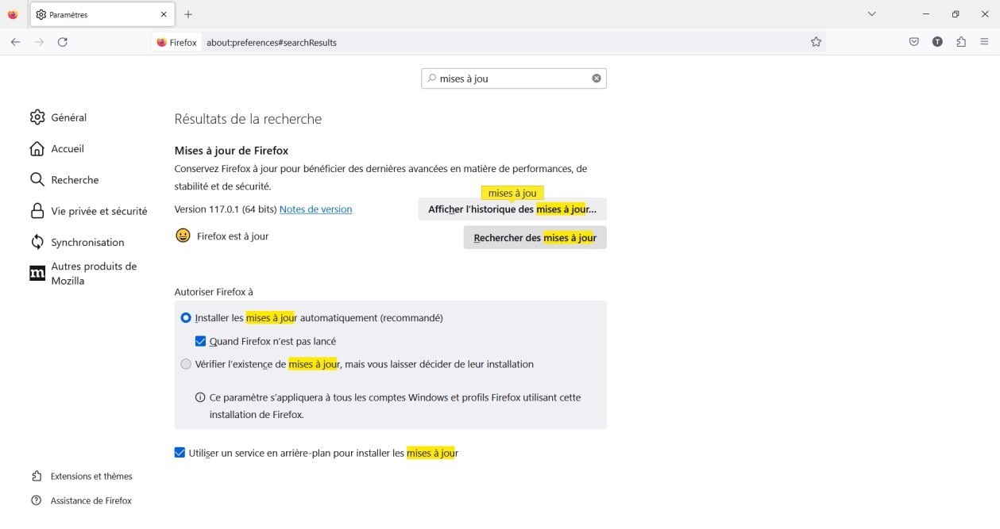 Paramètres
Firefox
about:preferences#searchResults
T
mises à jou
Général
Accueil
Recherche
Vie privée et sécurité
Synchronisation
m
Autres produits de
Mozilla
Extensions et thèmes
Assistance de Firefox
Résultats de la recherche
Mises à jour de Firefox
Conservez Firefox à jour pour bénéficier des dernières avancées en matière de performances, de
stabilité et de sécurité.
mises à jou
Version 117.0.1 (64 bits) Notes de version
Afficher l’historique des mises à jour...
Firefox est à jour
Rechercher des mises à jour
Autoriser Firefox à
Installer les mises à jour automatiquement (recommandé)
Quand Firefox n’est pas lancé
Vérifier l’existence de mises à jour, mais vous laisser décider de leur installation
Ce paramètre s’appliquera à tous les comptes Windows et profils Firefox utilisant cette
installation de Firefox.
Utiliser un service en arrière-plan pour installer les mises à jour